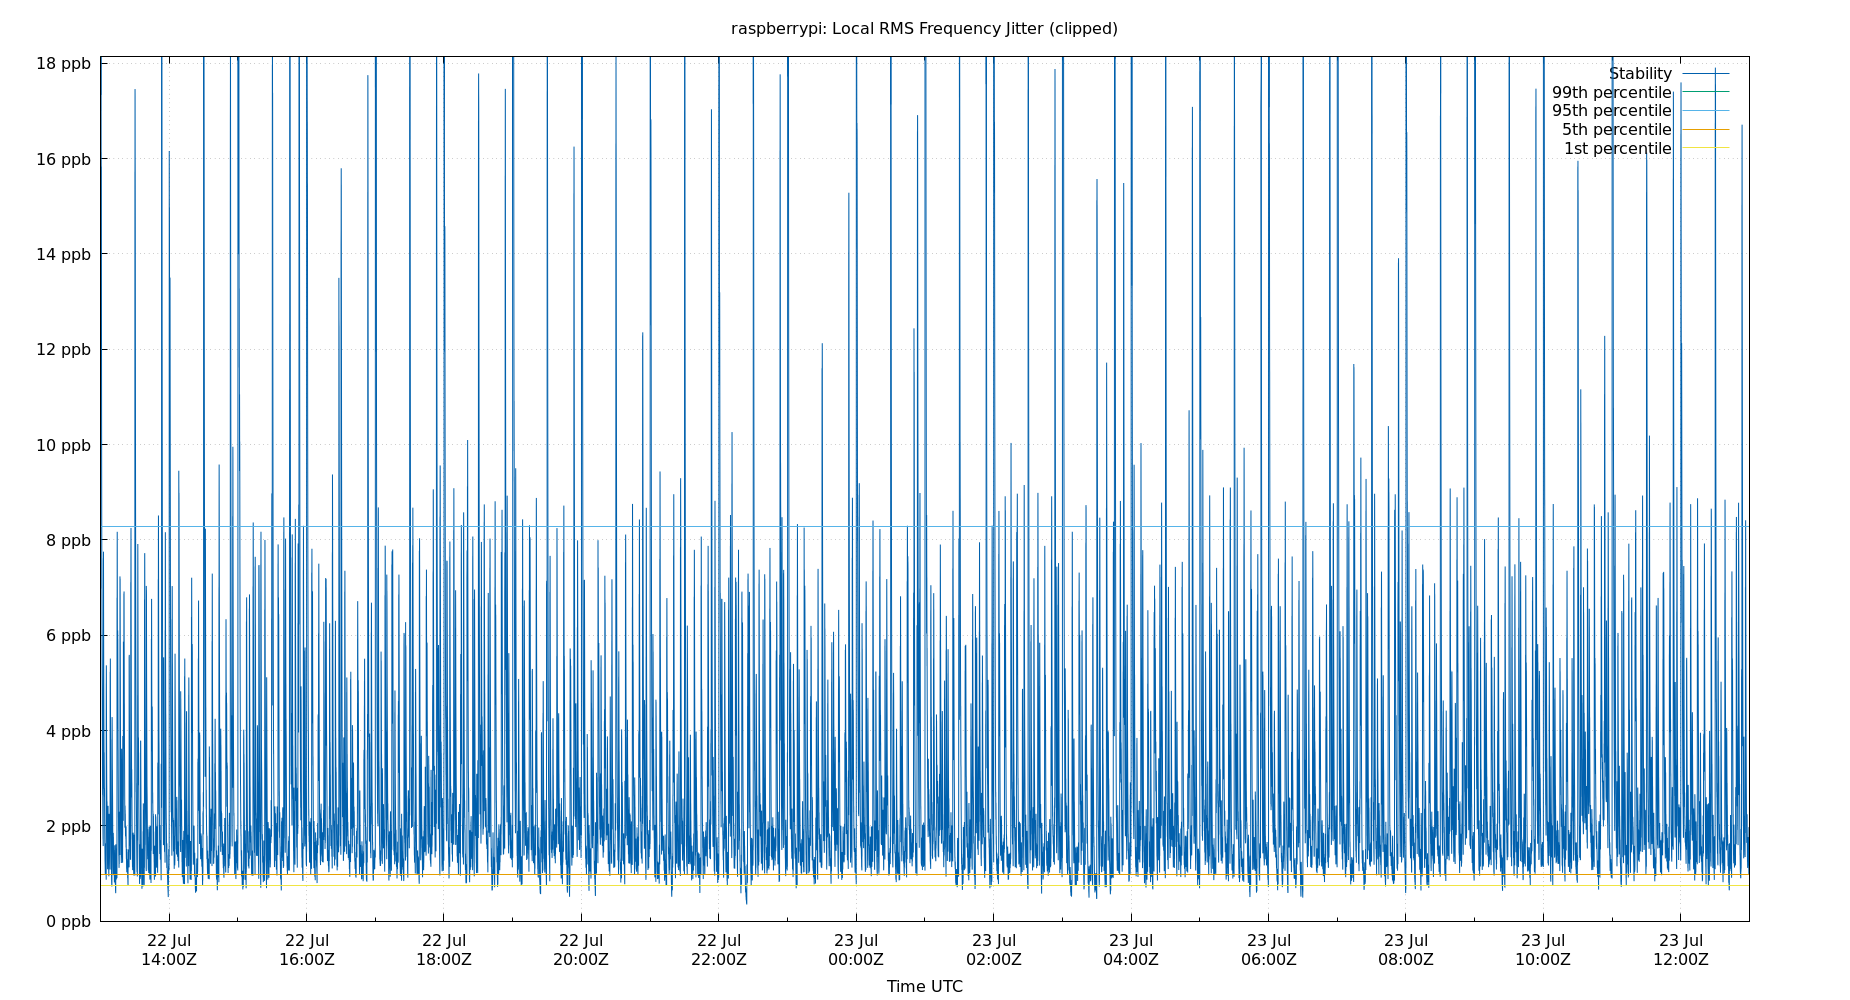 raspberrypi: Local RMS Frequency Jitter (clipped)
18 ppb
16 ppb
14 ppb
12 ppb
10 ppb
8 ppb
6 ppb
4 ppb
2 ppb
0 ppb
Stability
99th percentile
95th percentile
5th percentile
1st percentile
22 Jul 22 Jul 22 Jul 22 Jul 22 Jul 23 Jul 23 Jul 23 Jul 23 Jul 23 Jul 23 Jul 23 Jul
14:00Z 16:00Z 18:00Z 20:00Z 22:00Z 00:00Z 02:00Z 04:00Z 06:00Z 08:00Z 10:00Z 12:00Z
Time UTC